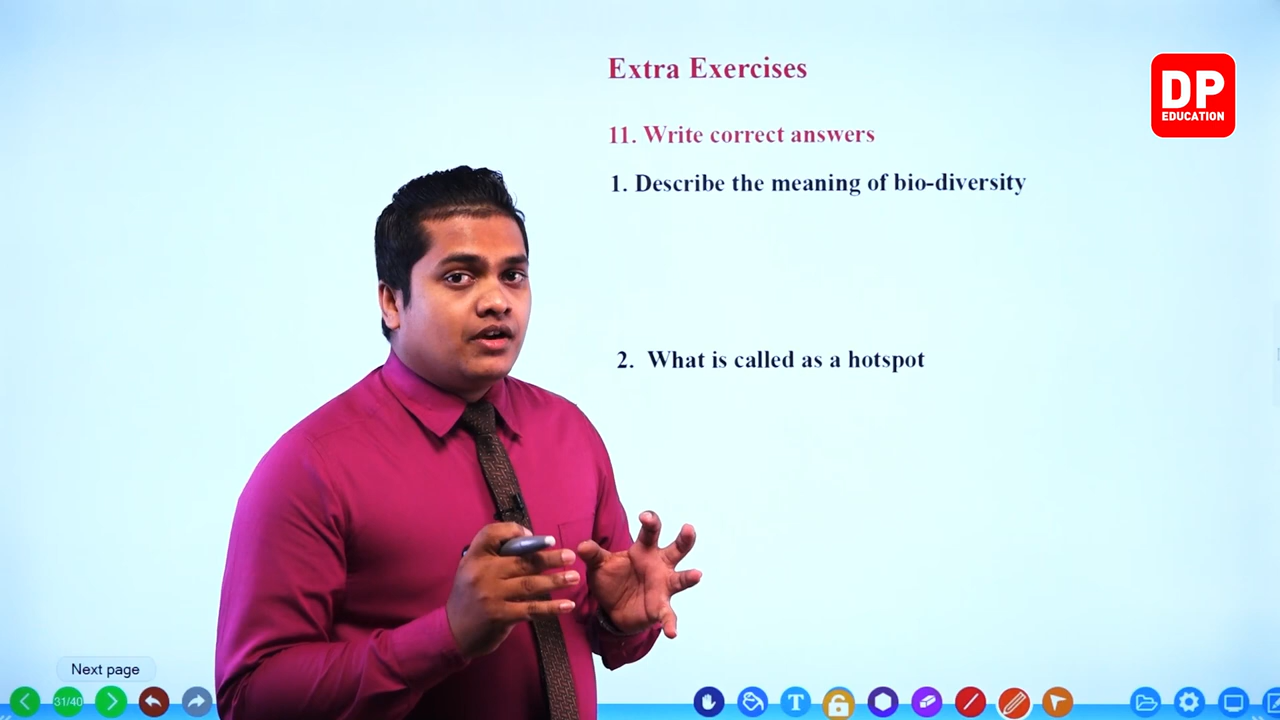 Extra Exercises
DP
EDUCATION
11. Write correct answers
1. Describe the meaning of bio-diversity
2. What is called as a hotspot
Next page
31/40
T